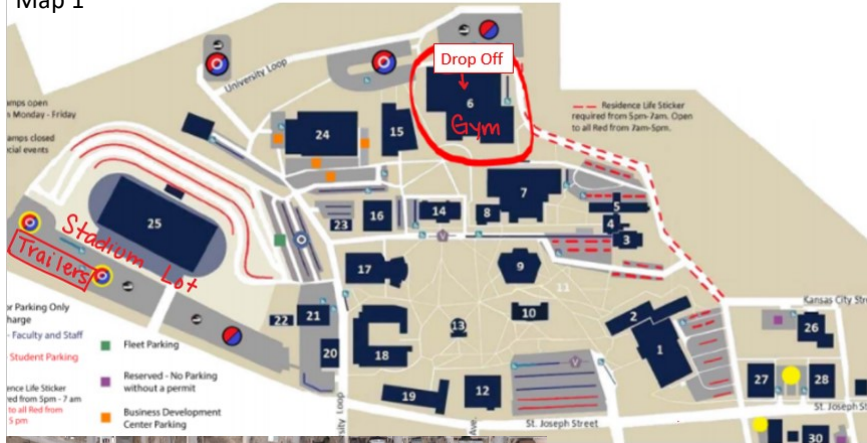 Map 1
Drop Off
University Loop
6
Gym
Residence Life Sticker
required from 5pm-7am. Open
to all Red from 7am-5pm.
amps open
Monday - Friday
amps closed
cial events
24
15
7
5
4
3
25
23
16
14
8
Stadium Lot
Trailers
17
9
11
10
13
2
1
Kansas City Stre
26
22
21
20
18
19
12
27
28
30
or Parking Only
harge
- Faculty and Staff
Student Parking
ence Life Sticker
red from 5pm - 7 am
to all Red from
5 pm
Fleet Parking
Reserved - No Parking
without a permit
Business Development
Center Parking
sity Loop
Ave.
St. Joseph Street
St. Joseph St
V
V